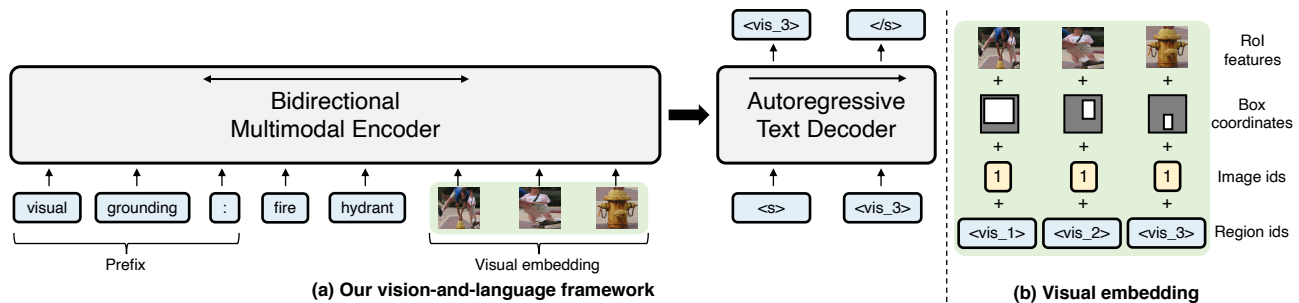 <vis_3> </s>
Bidirectional
Multimodal Encoder
Autoregressive
Text Decoder
visual grounding : fire hydrant <s> <vis_3>
Prefix
Visual embedding
(a) Our vision-and-language framework
RoI
features
+ + +
Box
coordinates
+ + +
1 1 1 Image ids
+ + +
<vis_1> <vis_2> <vis_3> Region ids
(b) Visual embedding